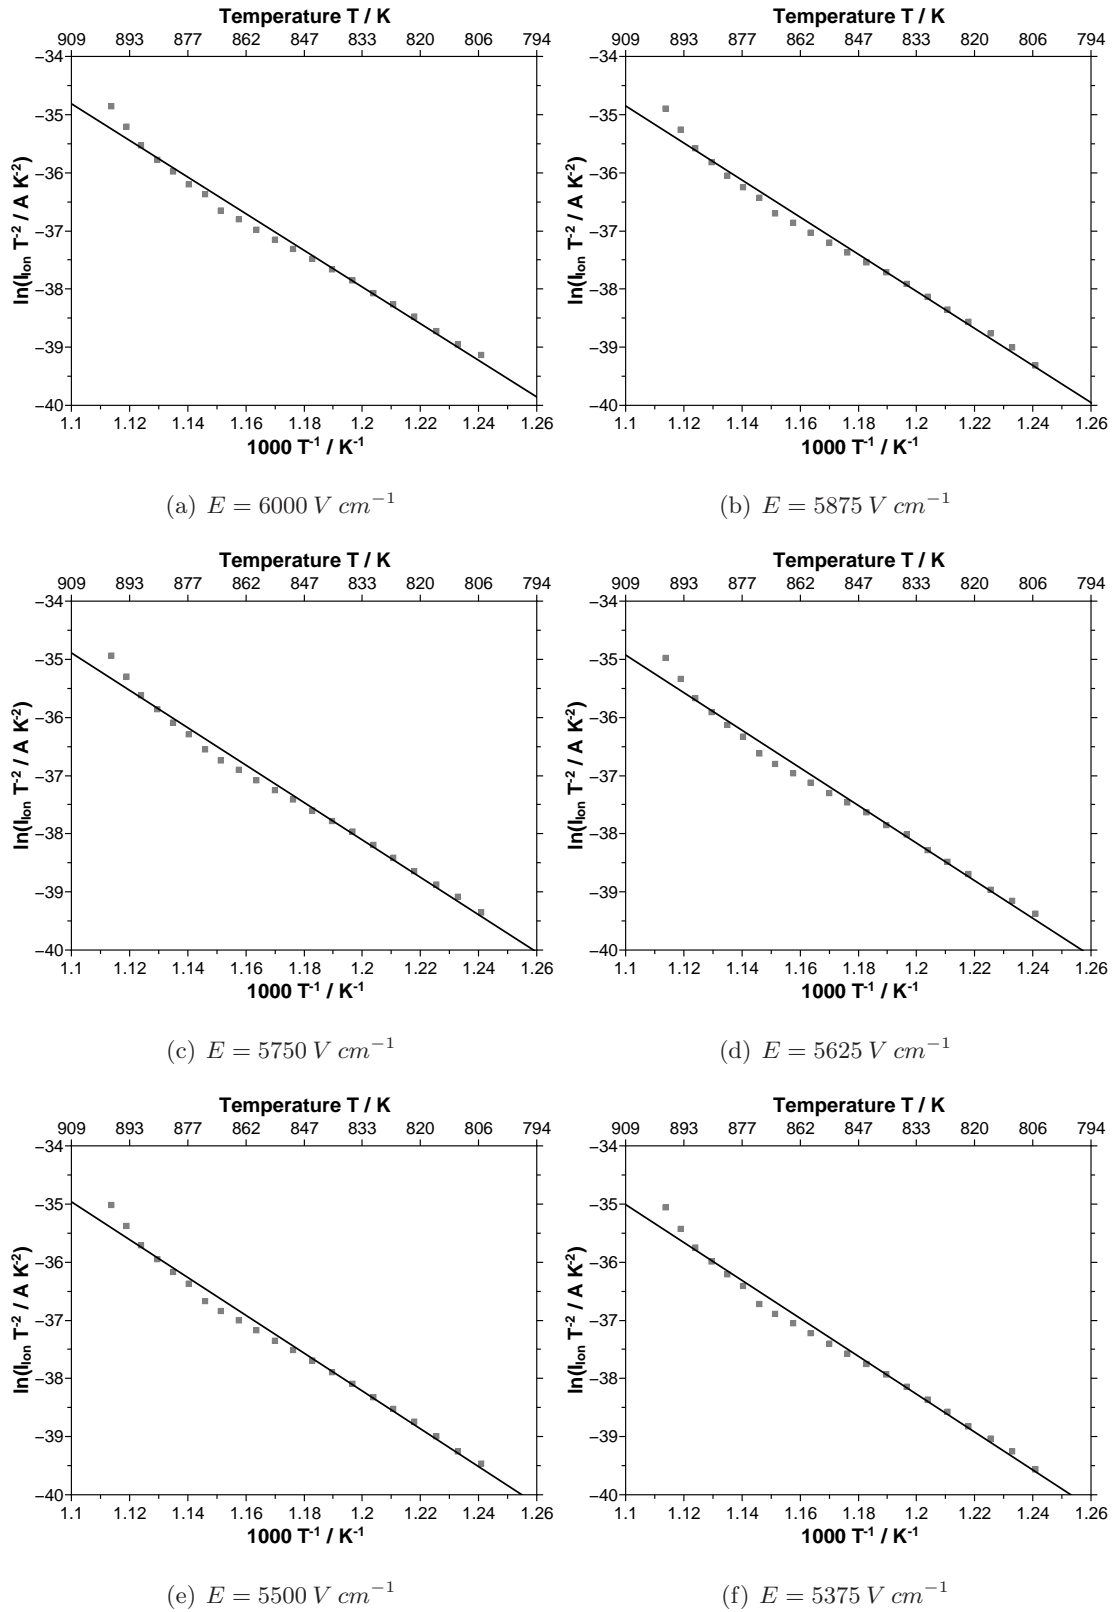 Temperature T / K
Temperature T / K
909 893 877 862 847 833 820 806 794
909 893 877 862 847 833 820 806 794
−34
−35
−36
−37
−38
−39
−40
ln(I_Ion T⁻² / A K⁻²)
−34
−35
−36
−37
−38
−39
−40
ln(I_Ion T⁻² / A K⁻²)
1.1 1.12 1.14 1.16 1.18 1.2 1.22 1.24 1.26
1.1 1.12 1.14 1.16 1.18 1.2 1.22 1.24 1.26
1000 T⁻¹ / K⁻¹
1000 T⁻¹ / K⁻¹
(a) E = 6000 V cm⁻¹
(b) E = 5875 V cm⁻¹
Temperature T / K
Temperature T / K
909 893 877 862 847 833 820 806 794
909 893 877 862 847 833 820 806 794
−34
−35
−36
−37
−38
−39
−40
ln(I_Ion T⁻² / A K⁻²)
−34
−35
−36
−37
−38
−39
−40
ln(I_Ion T⁻² / A K⁻²)
1.1 1.12 1.14 1.16 1.18 1.2 1.22 1.24 1.26
1.1 1.12 1.14 1.16 1.18 1.2 1.22 1.24 1.26
1000 T⁻¹ / K⁻¹
1000 T⁻¹ / K⁻¹
(c) E = 5750 V cm⁻¹
(d) E = 5625 V cm⁻¹
Temperature T / K
Temperature T / K
909 893 877 862 847 833 820 806 794
909 893 877 862 847 833 820 806 794
−34
−35
−36
−37
−38
−39
−40
ln(I_Ion T⁻² / A K⁻²)
−34
−35
−36
−37
−38
−39
−40
ln(I_Ion T⁻² / A K⁻²)
1.1 1.12 1.14 1.16 1.18 1.2 1.22 1.24 1.26
1.1 1.12 1.14 1.16 1.18 1.2 1.22 1.24 1.26
1000 T⁻¹ / K⁻¹
1000 T⁻¹ / K⁻¹
(e) E = 5500 V cm⁻¹
(f) E = 5375 V cm⁻¹